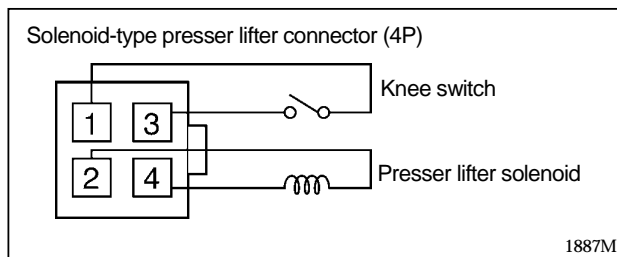 Solenoid-type presser lifter connector (4P)
Knee switch
1 3
2 4
Presser lifter solenoid
1887M